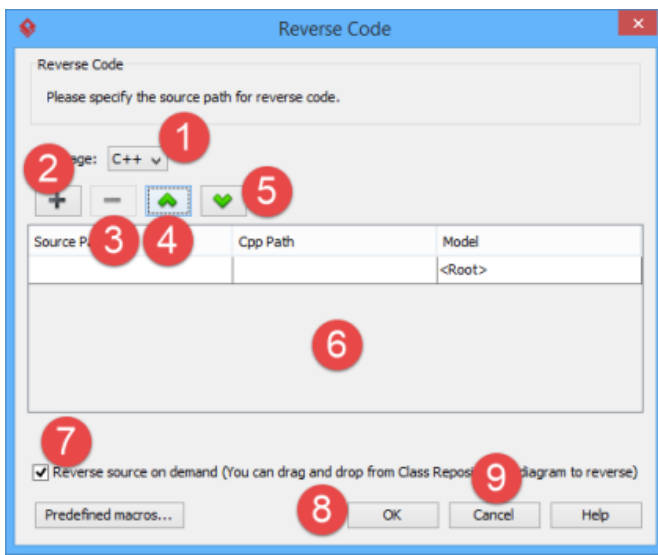 Reverse Code
Reverse Code
Please specify the source path for reverse code.
1
age: C++
2
5
3
4
Source Pa Cpp Path Model
<Root>
6
7
Reverse source on demand (You can drag and drop from Class Reposi diagram to reverse)
9
8
Predefined macros... OK Cancel Help